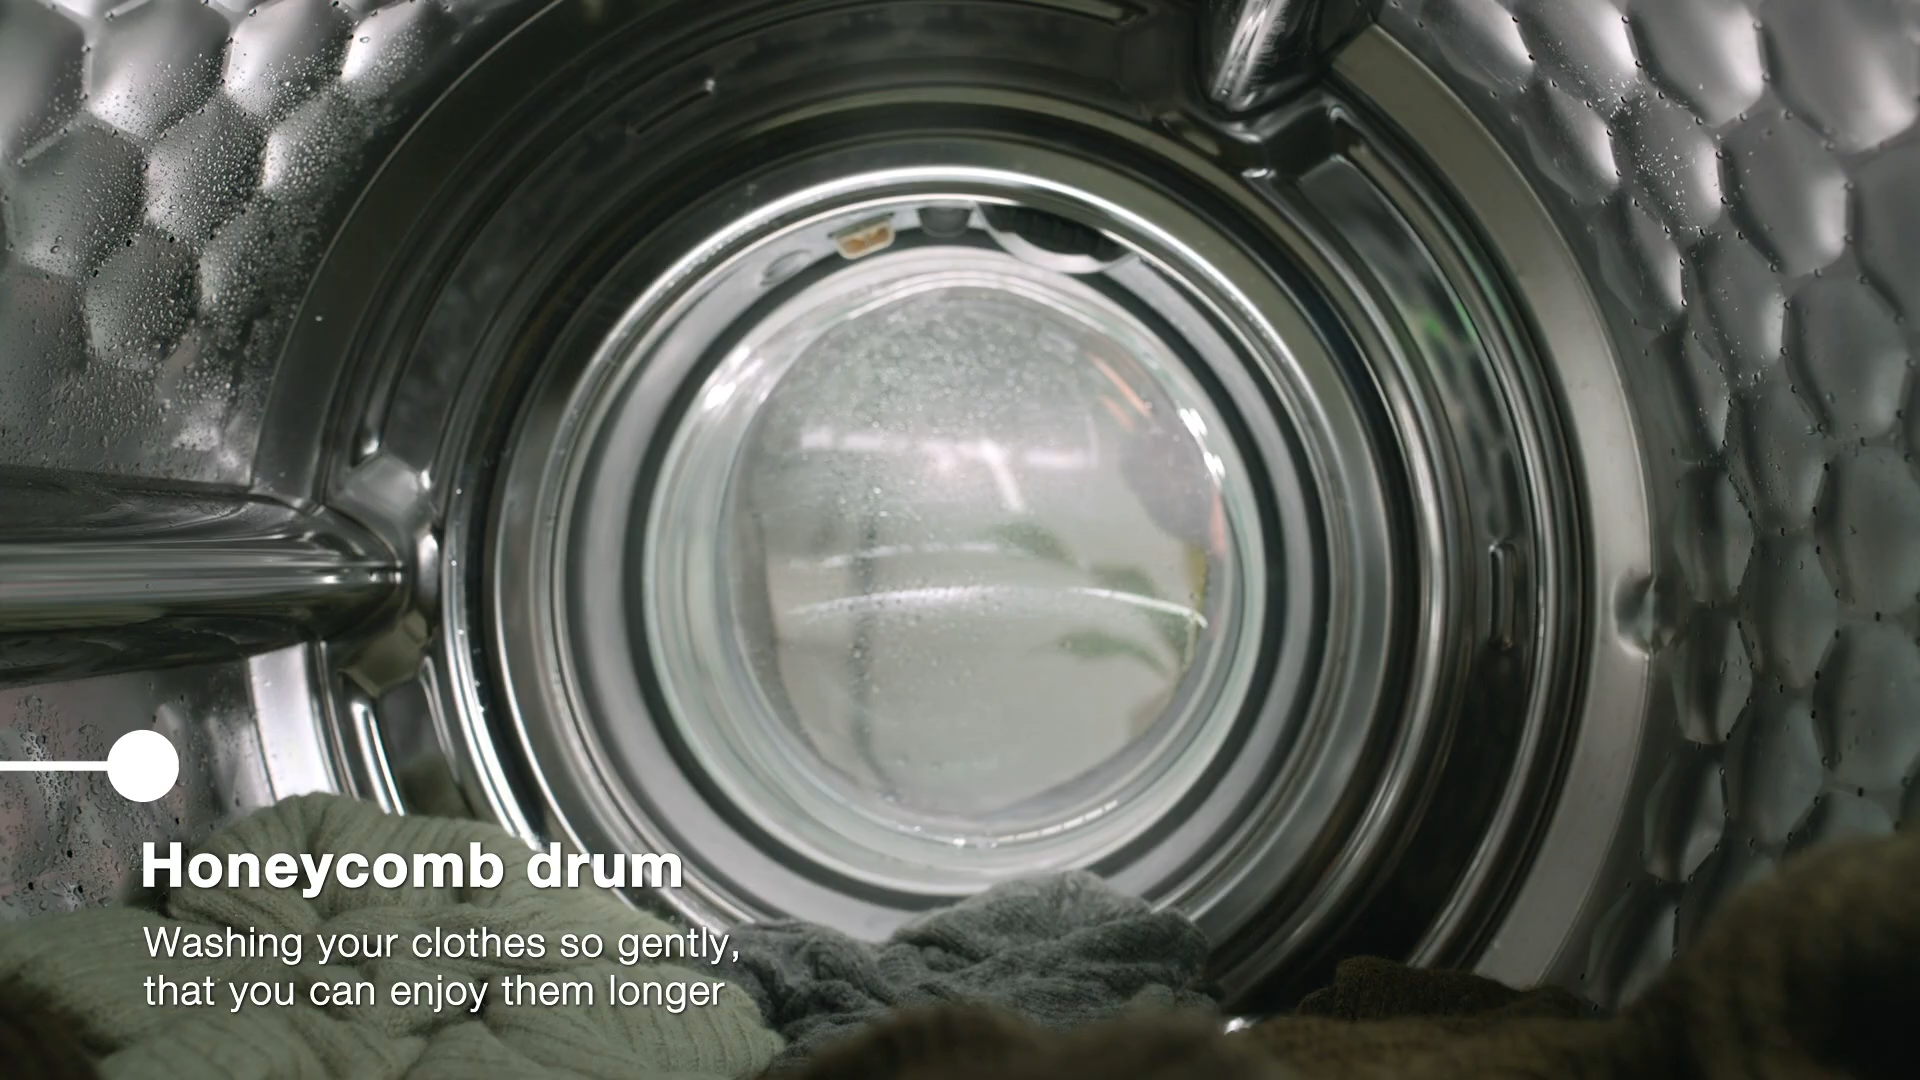 Honeycomb drum
Washing your clothes so gently,
that you can enjoy them longer